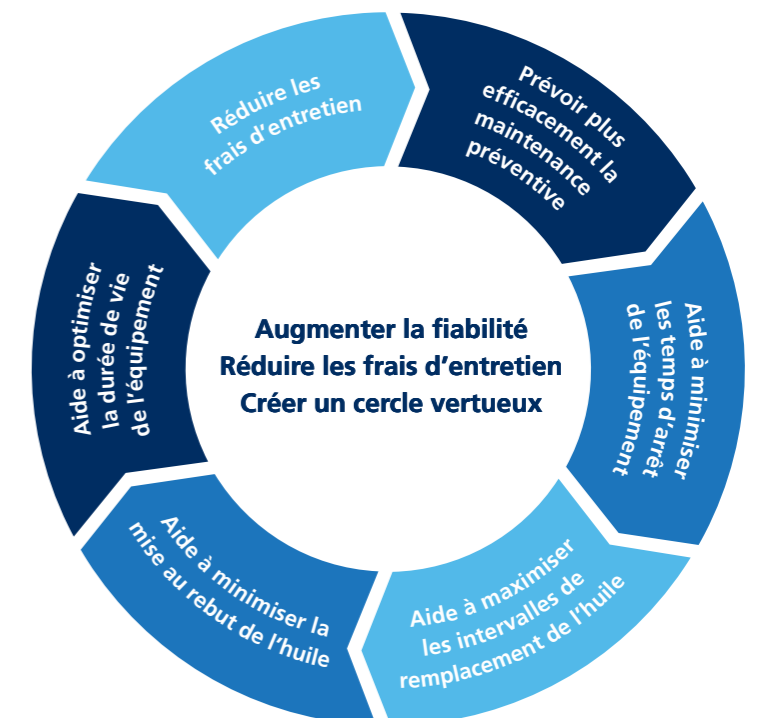 Réduire les
frais d’entretien
Prévoir plus
efficacement la
maintenance
préventive
Aide à minimiser
les temps d’arrêt
de l’équipement
Aide à maximiser
les intervalles de
remplacement de l’huile
Aide à minimiser la
mise au rebut de l’huile
Aide à optimiser
la durée de vie
de l’équipement
Augmenter la fiabilité
Réduire les frais d’entretien
Créer un cercle vertueux